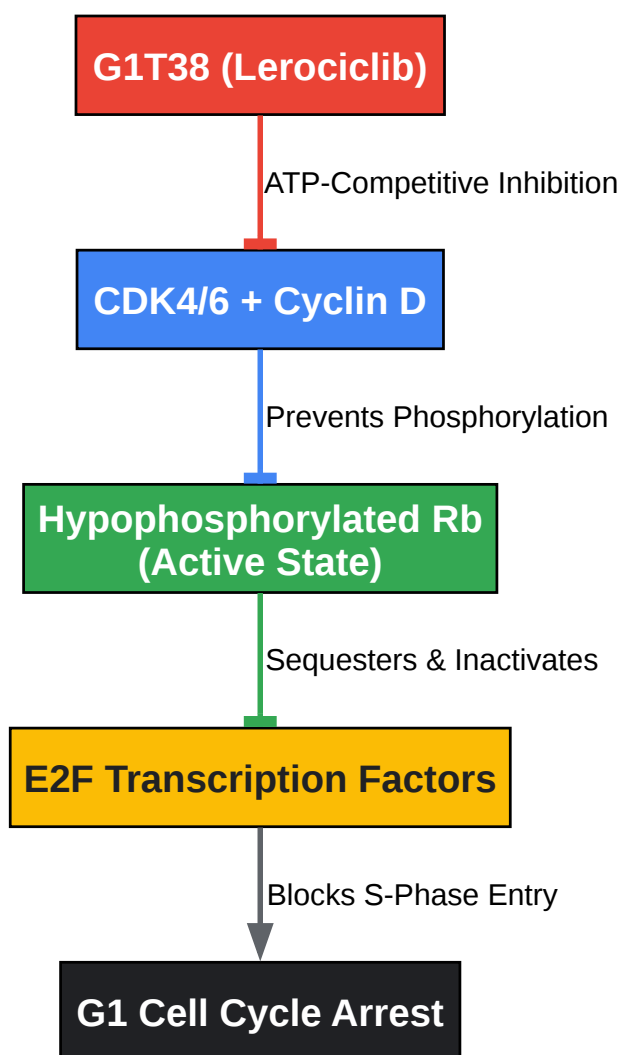 G1T38 (Lerociclib)
ATP-Competitive Inhibition
CDK4/6 + Cyclin D
Prevents Phosphorylation
Hypophosphorylated Rb
(Active State)
Sequesters & Inactivates
E2F Transcription Factors
Blocks S-Phase Entry
G1 Cell Cycle Arrest